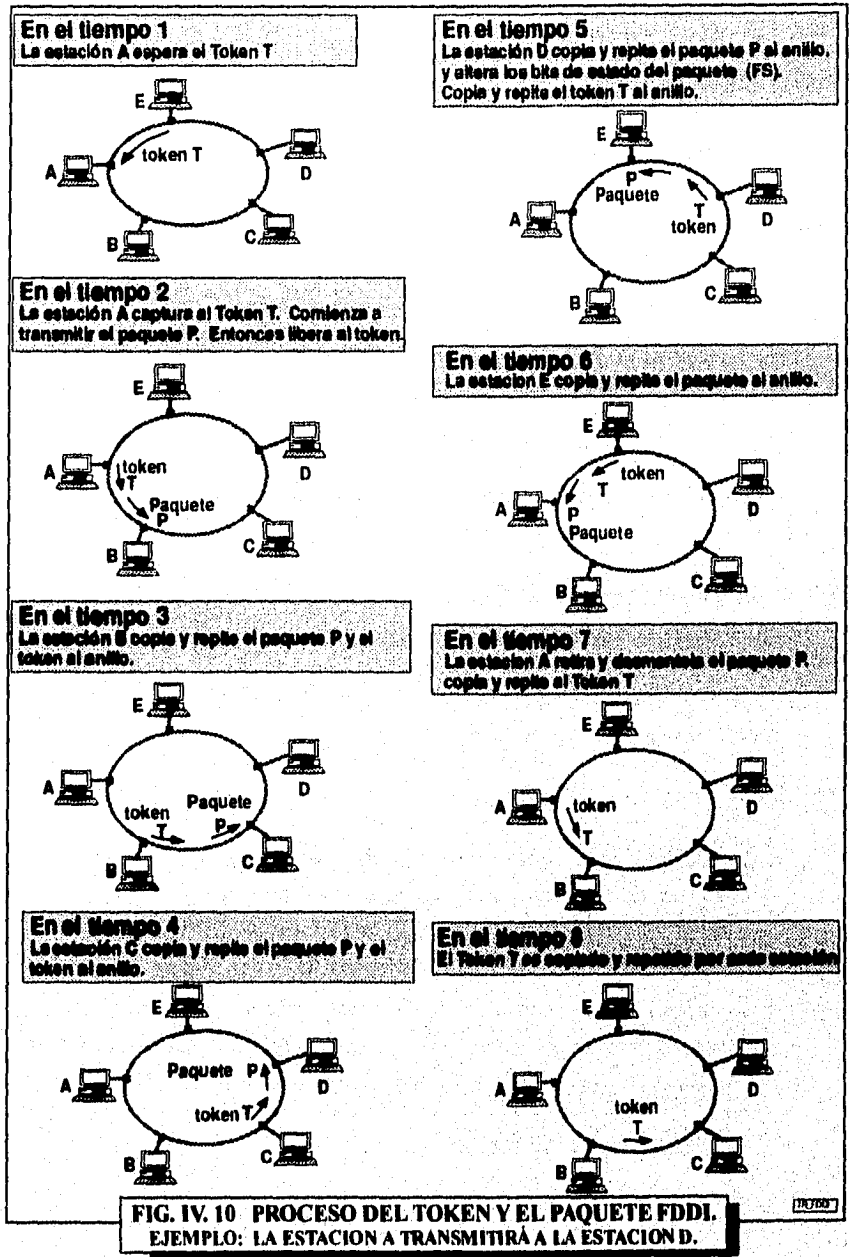 En el tiempo 1
La estación A espera el Token T
E
token T
A
D
B
C
En el tiempo 2
La estación A captura al Token T. Comienza a
transmitir el paquete P. Entonces libera al token.
E
A
token
T
D
Paquete
P
B
C
En el tiempo 3
La estación B copia y repite el paquete P y el
token al anillo.
E
A
D
token
T
Paquete
P
B
C
En el tiempo 4
La estación C copia y repite el paquete P y el
token al anillo.
E
A
Paquete P
D
token T
B
C
En el tiempo 5
La estación D copia y repite el paquete P al anillo,
y altera los bits de estado del paquete (FS).
Copia y repite el token T al anillo.
E
P
Paquete
T
token
A
D
B
C
En el tiempo 6
La estacion E copia y repite el paquete al anillo.
E
token
T
D
A
P
Paquete
B
C
En el tiempo 7
La estacion A retira y desmantela el paquete P.
copia y repite al Token T
E
A
token
T
D
B
C
En el tiempo 8
El Token T es copiado y repetido por cada estación
E
A
D
token
T
B
C
FIG. IV. 10 PROCESO DEL TOKEN Y EL PAQUETE FDDI.
EJEMPLO: LA ESTACION A TRANSMITIRÁ A LA ESTACION D.